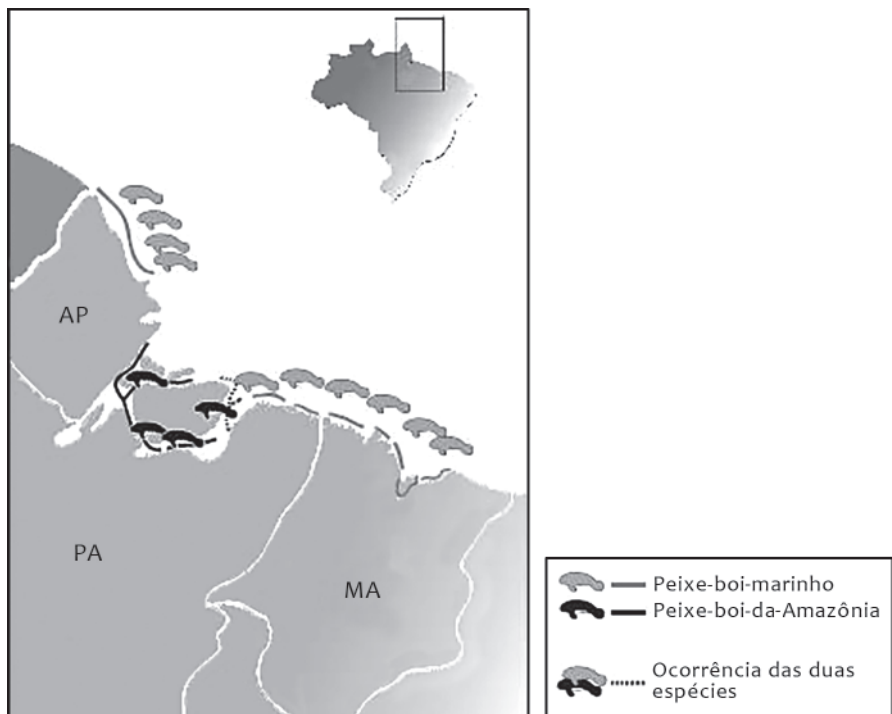 AP
PA
MA
Peixe-boi-marinho
Peixe-boi-da-Amazônia
Ocorrência das duas
espécies